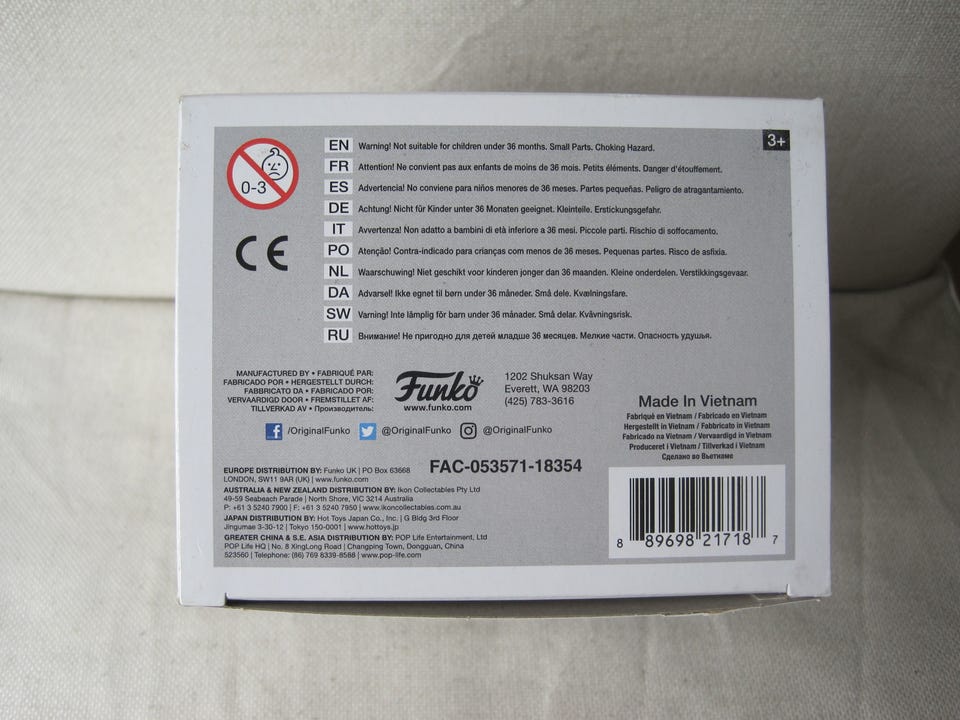 3+
0-3
EN Warning! Not suitable for children under 36 months. Small Parts. Choking Hazard.
FR Attention! Ne convient pas aux enfants de moins de 36 mois. Petits éléments. Danger d'étouffement.
ES Advertencia! No conviene para niños menores de 36 meses. Partes pequeñas. Peligro de atragantamiento.
DE Achtung! Nicht für Kinder unter 36 Monaten geeignet. Kleinteile. Erstickungsgefahr.
IT Avvertenza! Non adatto a bambini di età inferiore a 36 mesi. Piccole parti. Rischio di soffocamento.
PO Atenção! Contra-indicado para crianças com menos de 36 meses. Pequenas partes. Risco de asfixia.
NL Waarschuwing! Niet geschikt voor kinderen jonger dan 36 maanden. Kleine onderdelen. Verstikkingsgevaar.
DA Advarsel! Ikke egnet til børn under 36 måneder. Små dele. Kvælningsfare.
SW Varning! Inte lämplig för barn under 36 månader. Små delar. Kvävningsrisk.
RU Внимание! Не пригодно для детей младше 36 месяцев. Мелкие части. Опасность удушья.
CE
MANUFACTURED BY • FABRIQUÉ PAR:
FABRICADO POR • HERGESTELLT DURCH:
FABBRICATO DA • FABRICADO POR:
VERVAARDIGD DOOR • FREMSTILLET AF:
TILLVERKAD AV • Производитель:
Funko
www.funko.com
1202 Shuksan Way
Everett, WA 98203
(425) 783-3616
/OriginalFunko @OriginalFunko @OriginalFunko
Made In Vietnam
Fabriqué en Vietnam / Fabricado en Vietnam
Hergestellt in Vietnam / Fabbricato in Vietnam
Fabricado na Vietnam / Vervaardigd in Vietnam
Produceret i Vietnam / Tillverkad i Vietnam
Сделано во Вьетнаме
FAC-053571-18354
EUROPE DISTRIBUTION BY: Funko UK | PO Box 63668
LONDON, SW11 9AR (UK) | www.funko.com
AUSTRALIA & NEW ZEALAND DISTRIBUTION BY: Ikon Collectables Pty Ltd
49-59 Seabeach Parade | North Shore, VIC 3214 Australia
P: +61 3 5240 7900 | F: +61 3 5240 7950 | www.ikoncollectables.com.au
JAPAN DISTRIBUTION BY: Hot Toys Japan Co., Inc. | G Bldg 3rd Floor
Jingumae 3-30-12 | Tokyo 150-0001 | www.hottoys.jp
GREATER CHINA & S.E. ASIA DISTRIBUTION BY: POP Life Entertainment, Ltd
POP Life HQ | No. 8 XingLong Road | Changping Town, Dongguan, China
523560 | Telephone: (86) 769 8339-8588 | www.pop-life.com
8 89698 21718 7